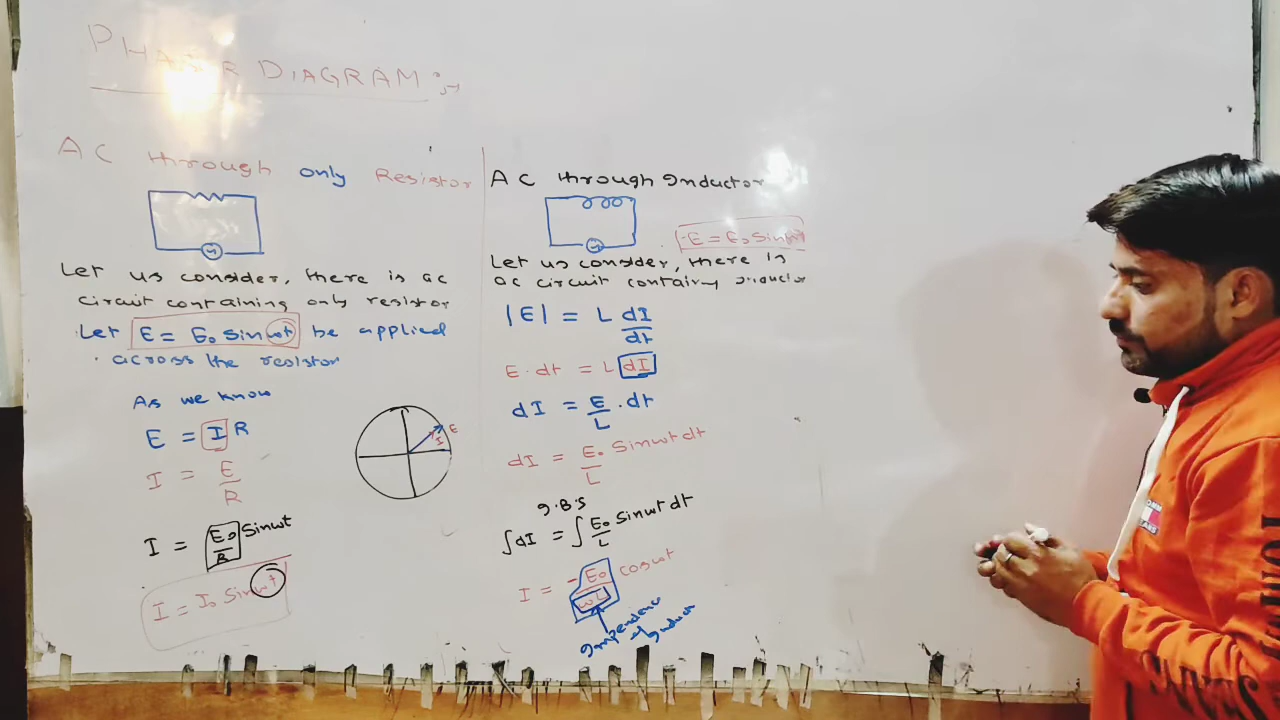 PHASOR DIAGRAM :-
AC through only Resistor
Let us consider, there is ac
circuit containing only resistor
Let E = E₀ sinωt be applied
across the resistor
As we know
E = IR
I = E/R
I = E₀/R sinωt
I = I₀ sinωt
E
I
AC through Inductor
E = E₀ sinωt
Let us consider, there is
ac circuit containing inductor
|E| = L dI/dt
E. dt = L dI
dI = E/L . dt
dI = E₀/L sinωt dt
I.B.S
∫dI = ∫ E₀/L sinωt dt
I = - E₀/ωL cosωt
of